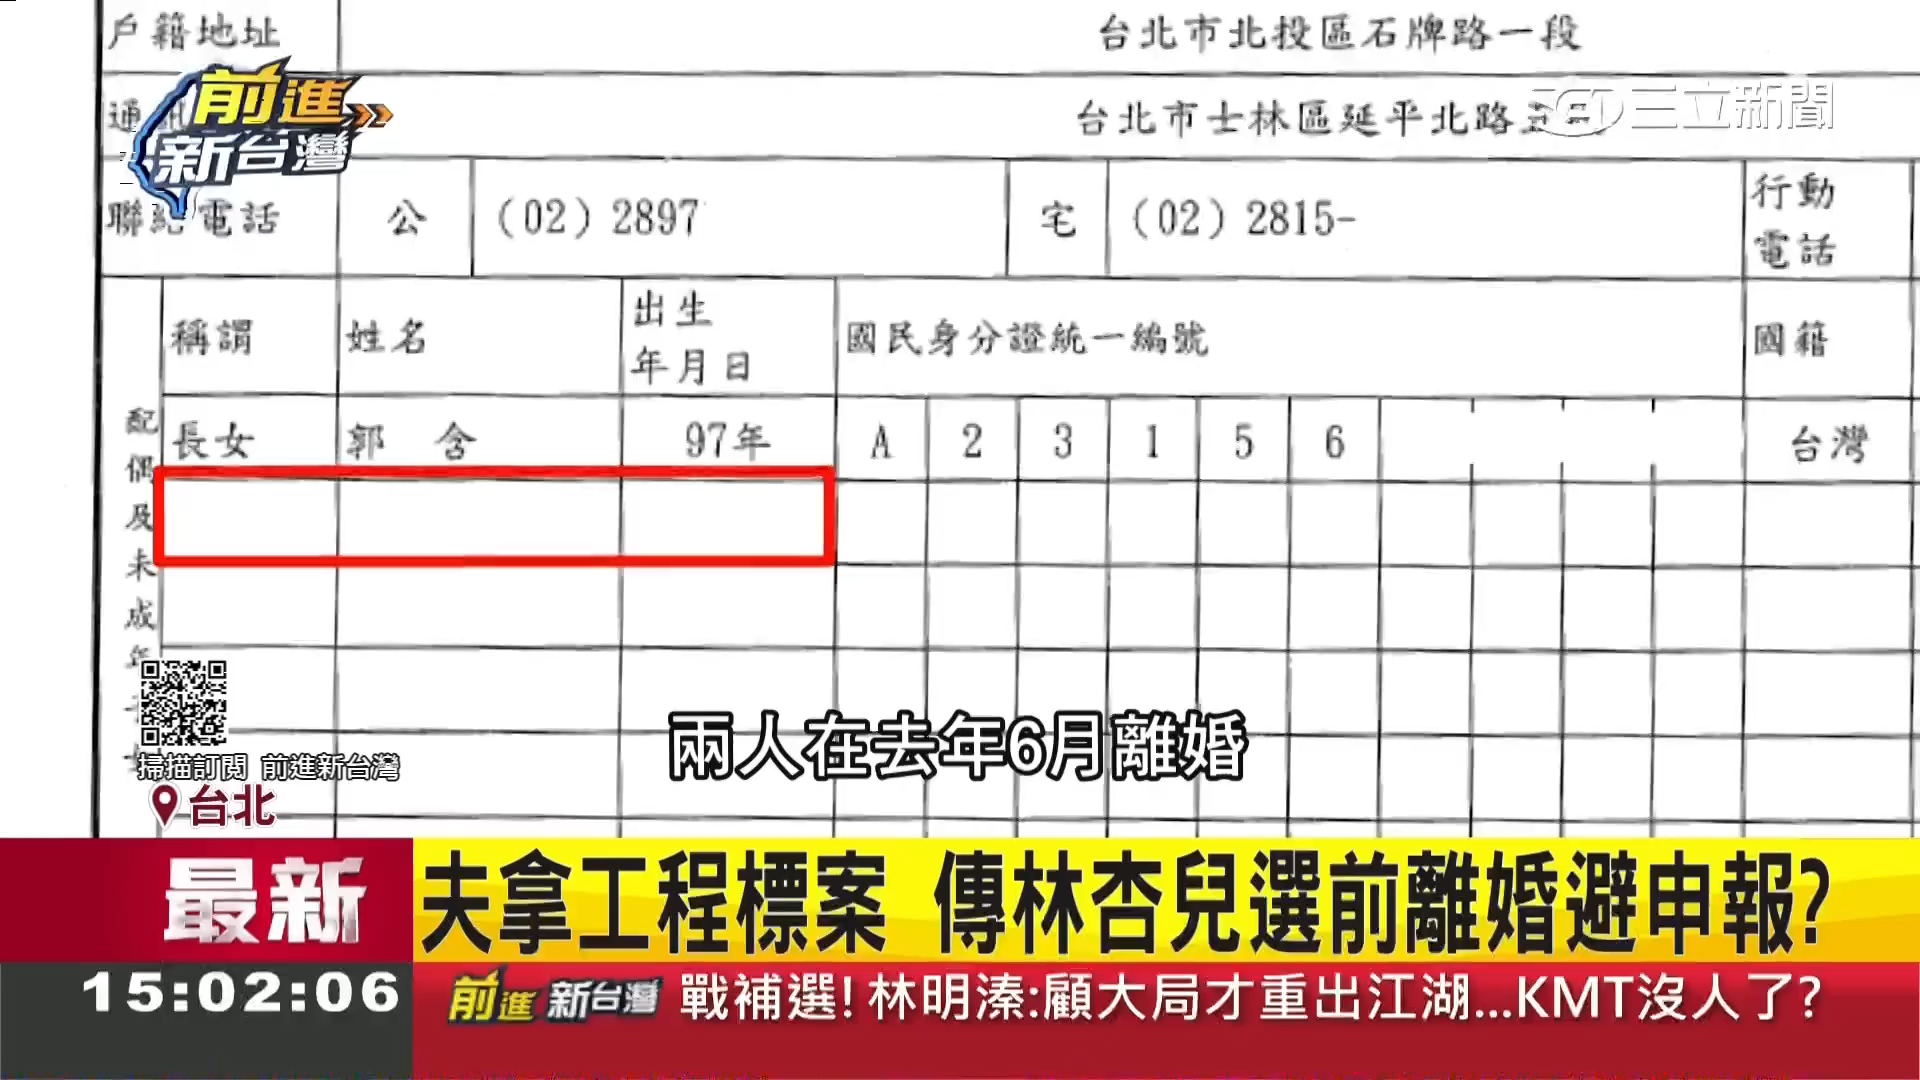 戶籍地址 台北市北投區石牌路一段
通訊 台北市士林區延平北路五段
三立新聞
前進新台灣
聯絡電話 公 (02) 2897 宅 (02) 2815- 行動電話
稱謂 姓名 出生年月日 國民身分證統一編號 國籍
長女 郭 含 97年 A 2 3 1 5 6 台灣
配偶及未成年子女
兩人在去年6月離婚
掃描訂閱 前進新台灣
台北
最新 夫拿工程標案 傳林杏兒選前離婚避申報?
15:02:06 前進新台灣 戰補選!林明溱:顧大局才重出江湖...KMT沒人了?